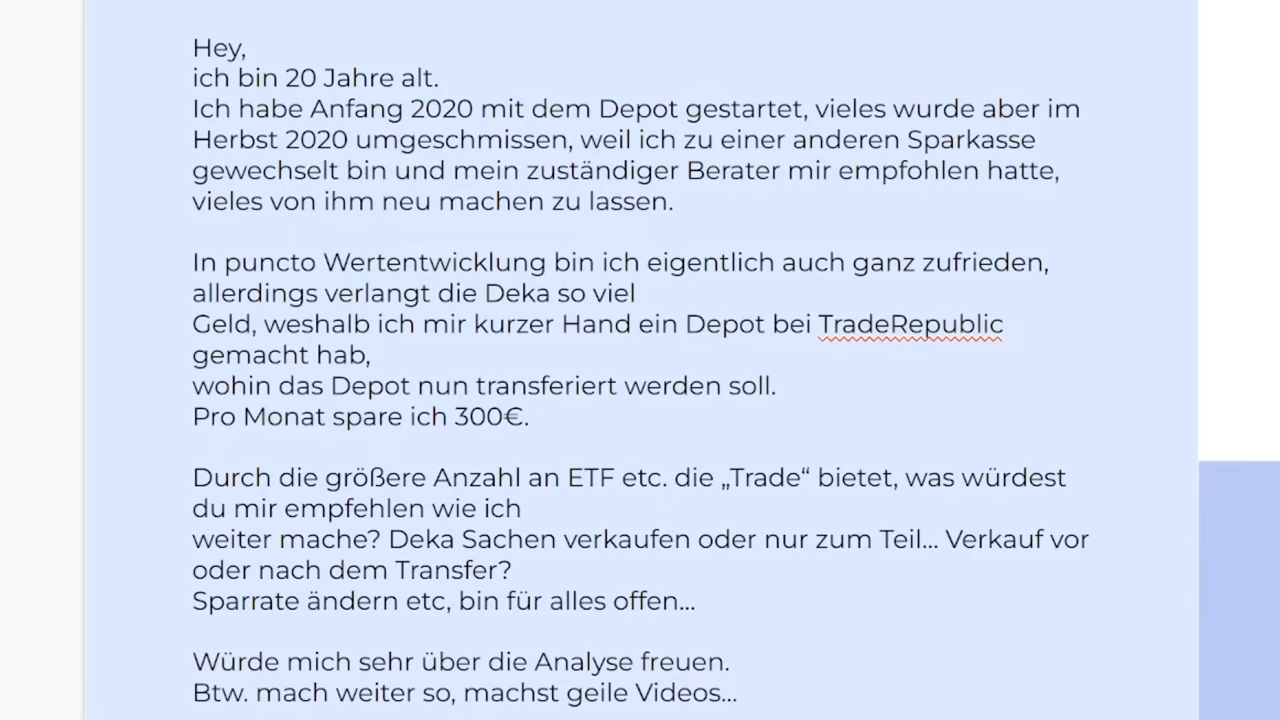 Hey,
ich bin 20 Jahre alt.
Ich habe Anfang 2020 mit dem Depot gestartet, vieles wurde aber im
Herbst 2020 umgeschmissen, weil ich zu einer anderen Sparkasse
gewechselt bin und mein zuständiger Berater mir empfohlen hatte,
vieles von ihm neu machen zu lassen.
In puncto Wertentwicklung bin ich eigentlich auch ganz zufrieden,
allerdings verlangt die Deka so viel
Geld, weshalb ich mir kurzer Hand ein Depot bei TradeRepublic
gemacht hab,
wohin das Depot nun transferiert werden soll.
Pro Monat spare ich 300€.
Durch die größere Anzahl an ETF etc. die „Trade“ bietet, was würdest
du mir empfehlen wie ich
weiter mache? Deka Sachen verkaufen oder nur zum Teil... Verkauf vor
oder nach dem Transfer?
Sparrate ändern etc, bin für alles offen...
Würde mich sehr über die Analyse freuen.
Btw. mach weiter so, machst geile Videos...